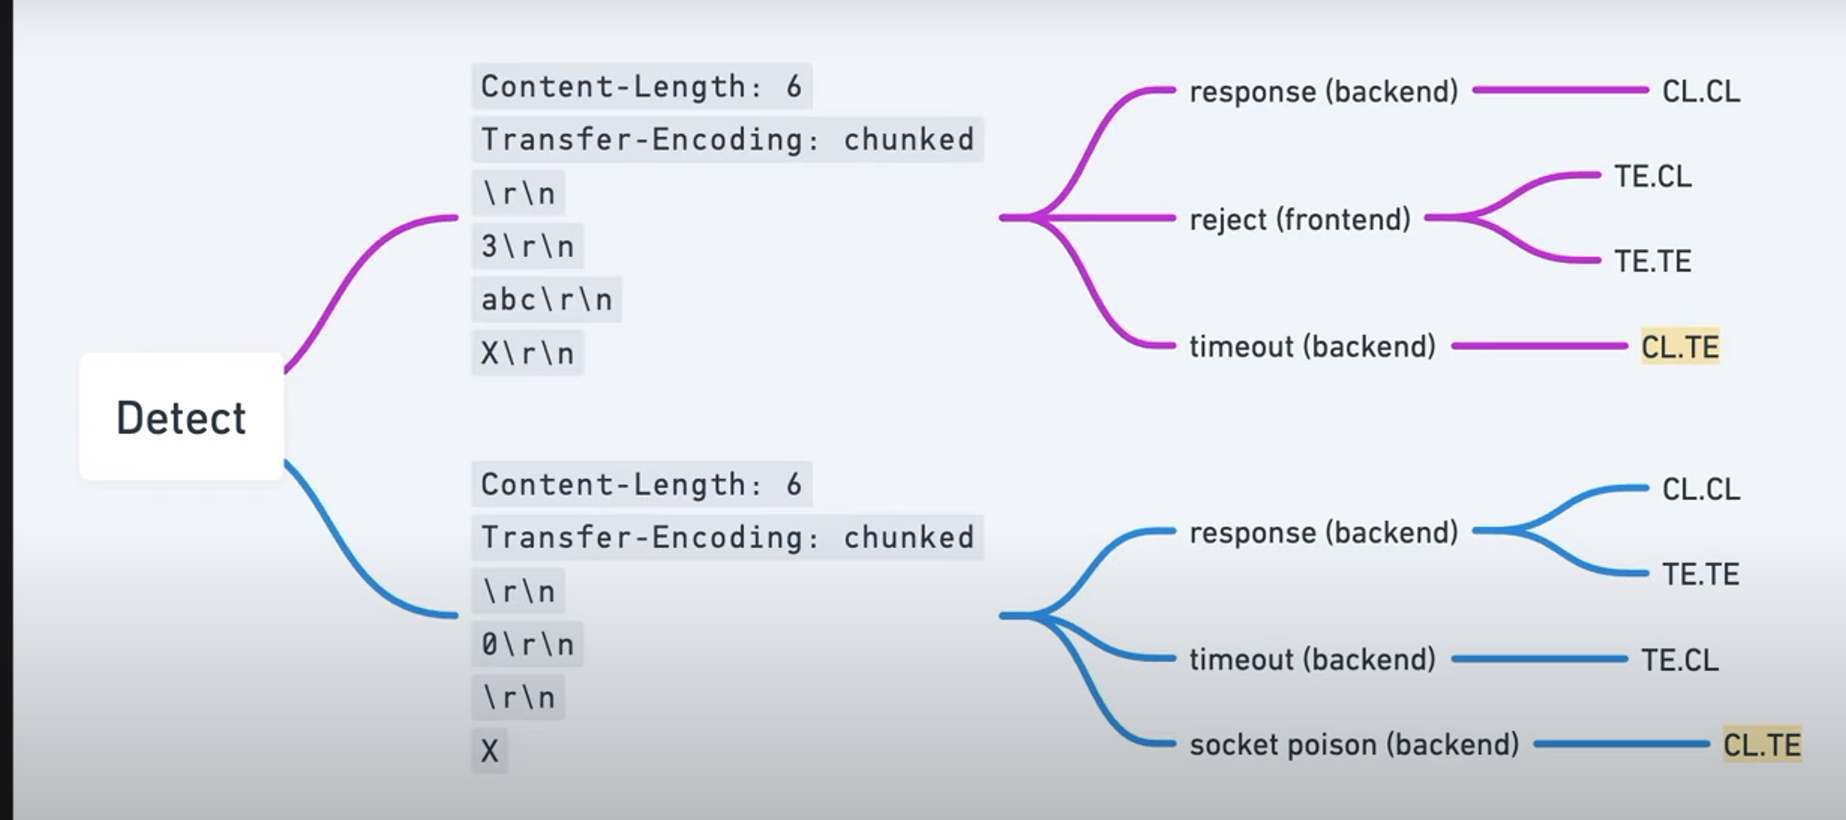 Detect
Content-Length: 6
Transfer-Encoding: chunked
\r\n
3\r\n
abc\r\n
X\r\n
response (backend)
CL.CL
reject (frontend)
TE.CL
TE.TE
timeout (backend)
CL.TE
Content-Length: 6
Transfer-Encoding: chunked
\r\n
0\r\n
\r\n
X
response (backend)
CL.CL
TE.TE
timeout (backend)
TE.CL
socket poison (backend)
CL.TE